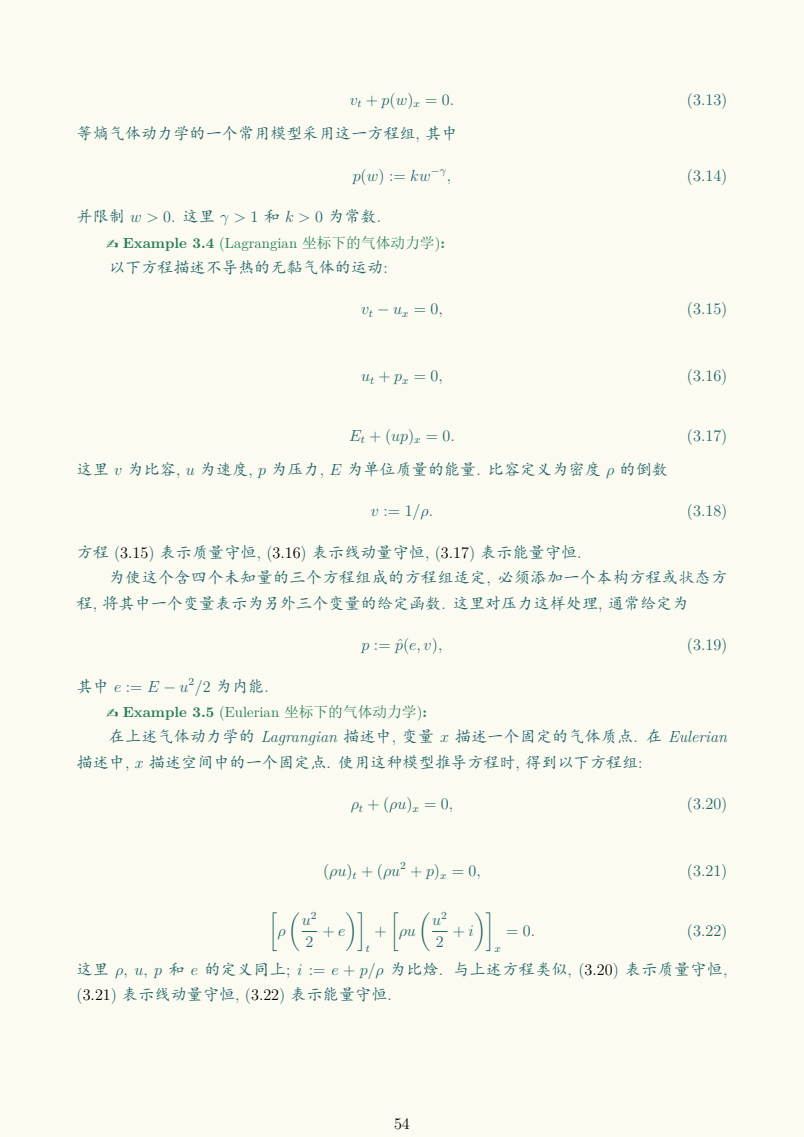 v_t + p(w)_x = 0. (3.13)
等熵气体动力学的一个常用模型采用这一方程组, 其中
p(w) := kw^{−γ}, (3.14)
并限制 w > 0. 这里 γ > 1 和 k > 0 为常数.
✍ Example 3.4 (Lagrangian 坐标下的气体动力学):
以下方程描述不导热的无黏气体的运动:
v_t − u_x = 0, (3.15)
u_t + p_x = 0, (3.16)
E_t + (up)_x = 0. (3.17)
这里 v 为比容, u 为速度, p 为压力, E 为单位质量的能量. 比容定义为密度 ρ 的倒数
v := 1/ρ. (3.18)
方程 (3.15) 表示质量守恒, (3.16) 表示线动量守恒, (3.17) 表示能量守恒.
为使这个含四个未知量的三个方程组成的方程组适定, 必须添加一个本构方程或状态方
程, 将其中一个变量表示为另外三个变量的给定函数. 这里对压力这样处理, 通常给定为
p := p̂(e, v), (3.19)
其中 e := E − u²/2 为内能.
✍ Example 3.5 (Eulerian 坐标下的气体动力学):
在上述气体动力学的 Lagrangian 描述中, 变量 x 描述一个固定的气体质点. 在 Eulerian
描述中, x 描述空间中的一个固定点. 使用这种模型推导方程时, 得到以下方程组:
ρ_t + (ρu)_x = 0, (3.20)
(ρu)_t + (ρu² + p)_x = 0, (3.21)
[ρ(u²/2 + e)]_t + [ρu(u²/2 + i)]_x = 0. (3.22)
这里 ρ, u, p 和 e 的定义同上; i := e + p/ρ 为比焓. 与上述方程类似, (3.20) 表示质量守恒,
(3.21) 表示线动量守恒, (3.22) 表示能量守恒.
54